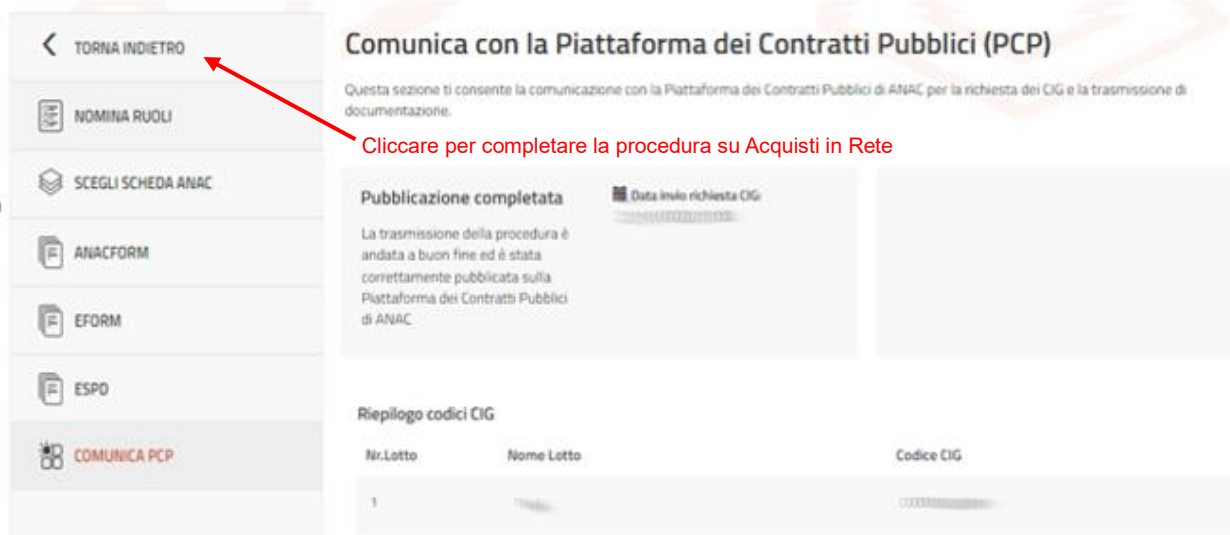 TORNA INDIETRO
NOMINA RUOLI
SCEGLI SCHEDA ANAC
ANACFORM
EFORM
ESPD
COMUNICA PCP
Comunica con la Piattaforma dei Contratti Pubblici (PCP)
Questa sezione ti consente la comunicazione con la Piattaforma dei Contratti Pubblici di ANAC per la richiesta dei CIG e la trasmissione di
documentazione.
Cliccare per completare la procedura su Acquisti in Rete
Pubblicazione completata
La trasmissione della procedura è
andata a buon fine ed è stata
correttamente pubblicata sulla
Piattaforma dei Contratti Pubblici
di ANAC
Data invio richiesta CIG:
Riepilogo codici CIG
Nr.Lotto Nome Lotto Codice CIG
1